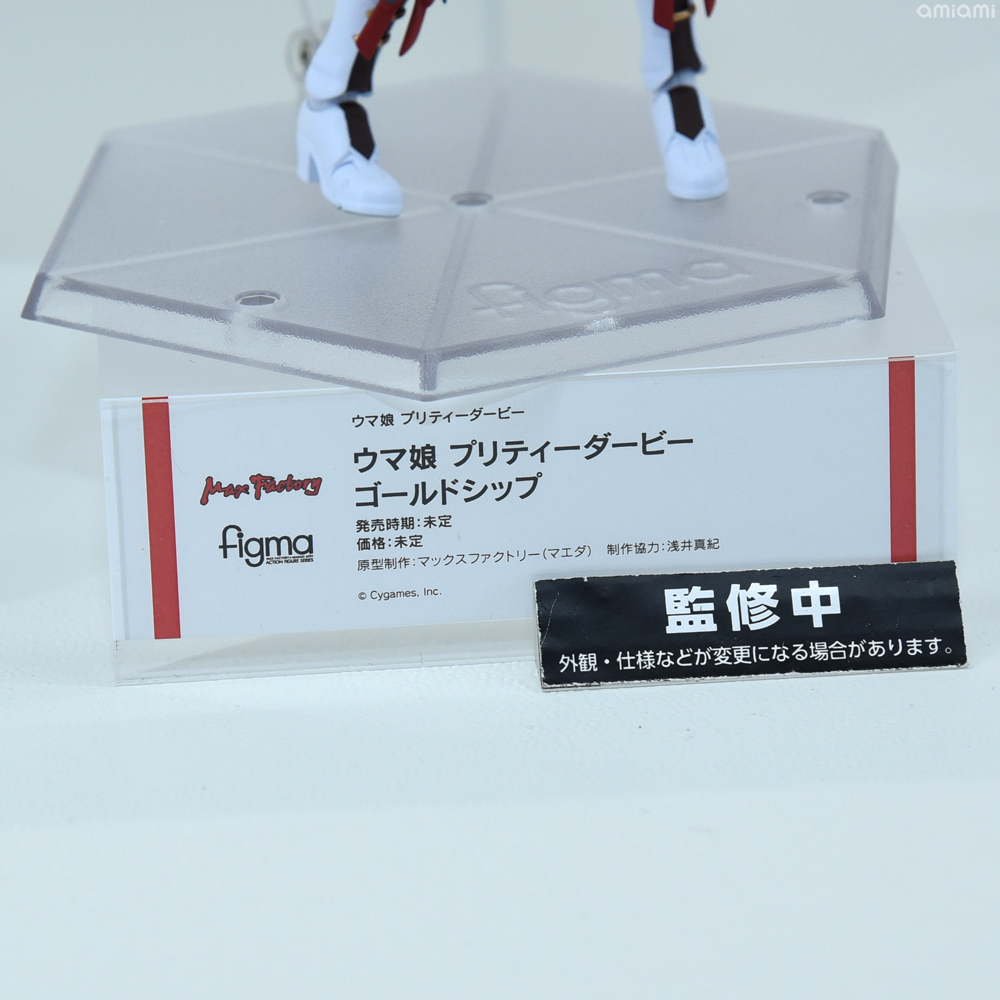 amiami
figma
ウマ娘 プリティーダービー
ウマ娘 プリティーダービー
ゴールドシップ
発売時期：未定
価格：未定
原型制作：マックスファクトリー（マエダ） 制作協力：浅井真紀
© Cygames, Inc.
Max Factory
figma
ACTION FIGURE SERIES
監修中
外観・仕様などが変更になる場合があります。